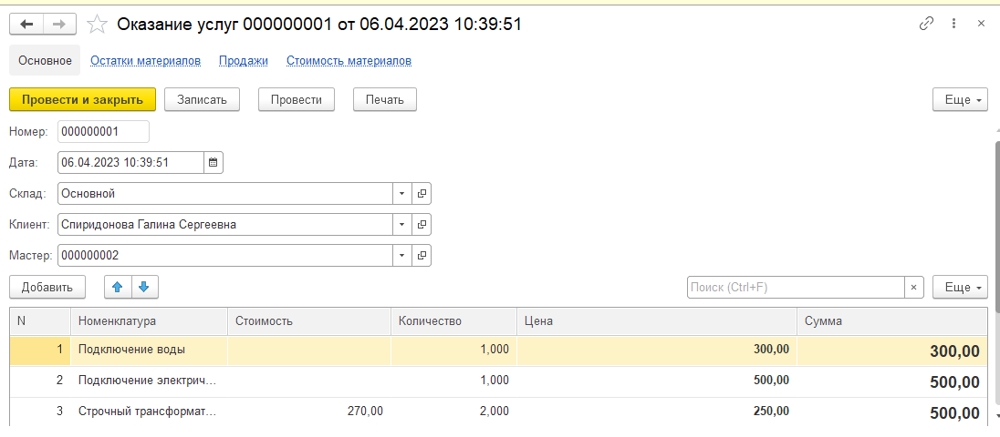 Оказание услуг 000000001 от 06.04.2023 10:39:51
Основное Остатки материалов Продажи Стоимость материалов
Провести и закрыть Записать Провести Печать Еще
Номер: 000000001
Дата: 06.04.2023 10:39:51
Склад: Основной
Клиент: Спиридонова Галина Сергеевна
Мастер: 000000002
Добавить Поиск (Ctrl+F) × Еще
N Номенклатура Стоимость Количество Цена Сумма
1 Подключение воды 1,000 300,00 300,00
2 Подключение электрич... 1,000 500,00 500,00
3 Строчный трансформат... 270,00 2,000 250,00 500,00